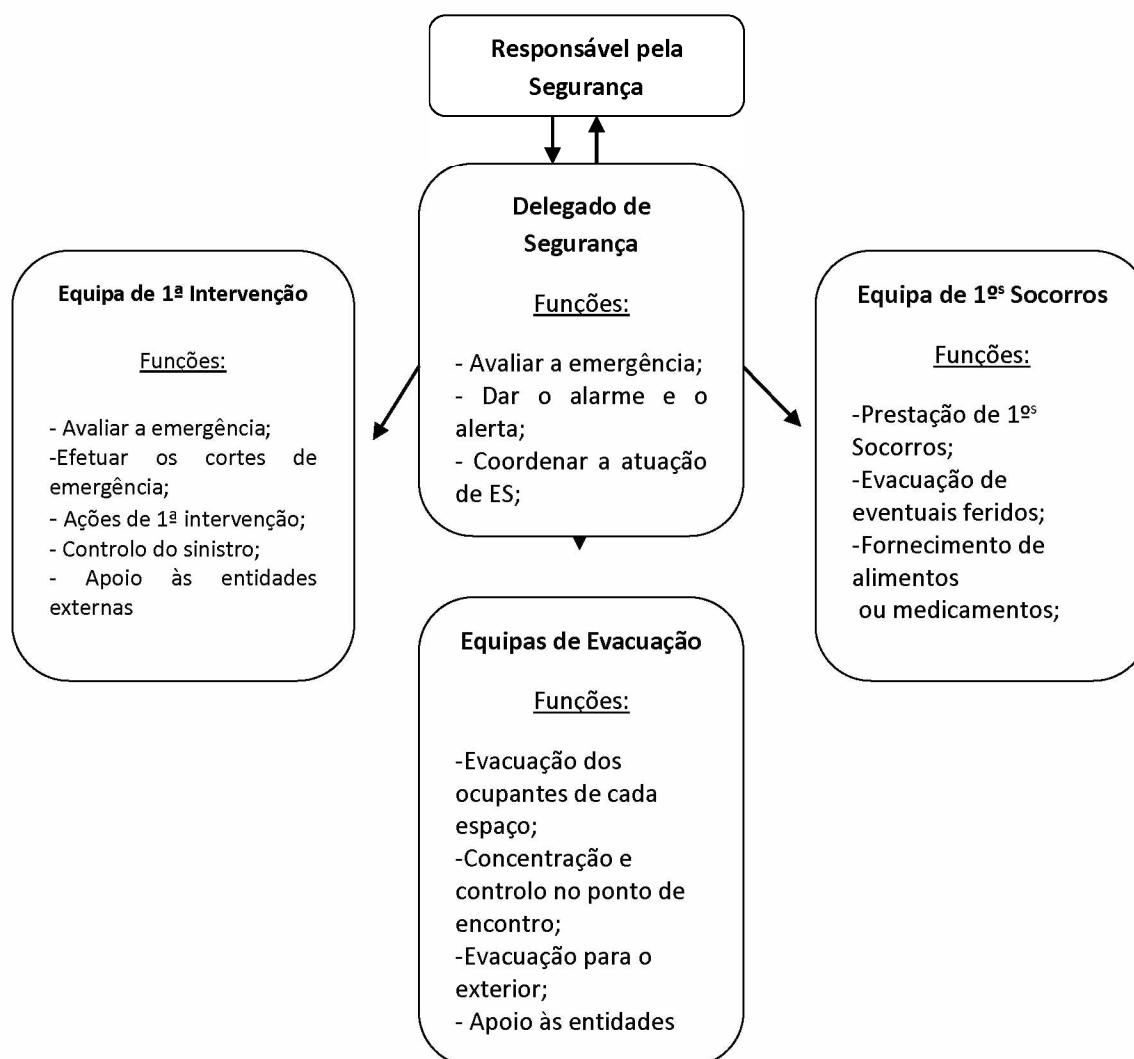 Responsável pela
Segurança
Delegado de
Segurança
Funções:
- Avaliar a emergência;
- Dar o alarme e o
alerta;
- Coordenar a atuação
de ES;
Equipa de 1ª Intervenção
Funções:
- Avaliar a emergência;
-Efetuar os cortes de
emergência;
- Ações de 1ª intervenção;
- Controlo do sinistro;
- Apoio às entidades
externas
Equipa de 1ºˢ Socorros
Funções:
-Prestação de 1ºˢ
Socorros;
-Evacuação de
eventuais feridos;
-Fornecimento de
alimentos
ou medicamentos;
Equipas de Evacuação
Funções:
-Evacuação dos
ocupantes de cada
espaço;
-Concentração e
controlo no ponto de
encontro;
-Evacuação para o
exterior;
- Apoio às entidades